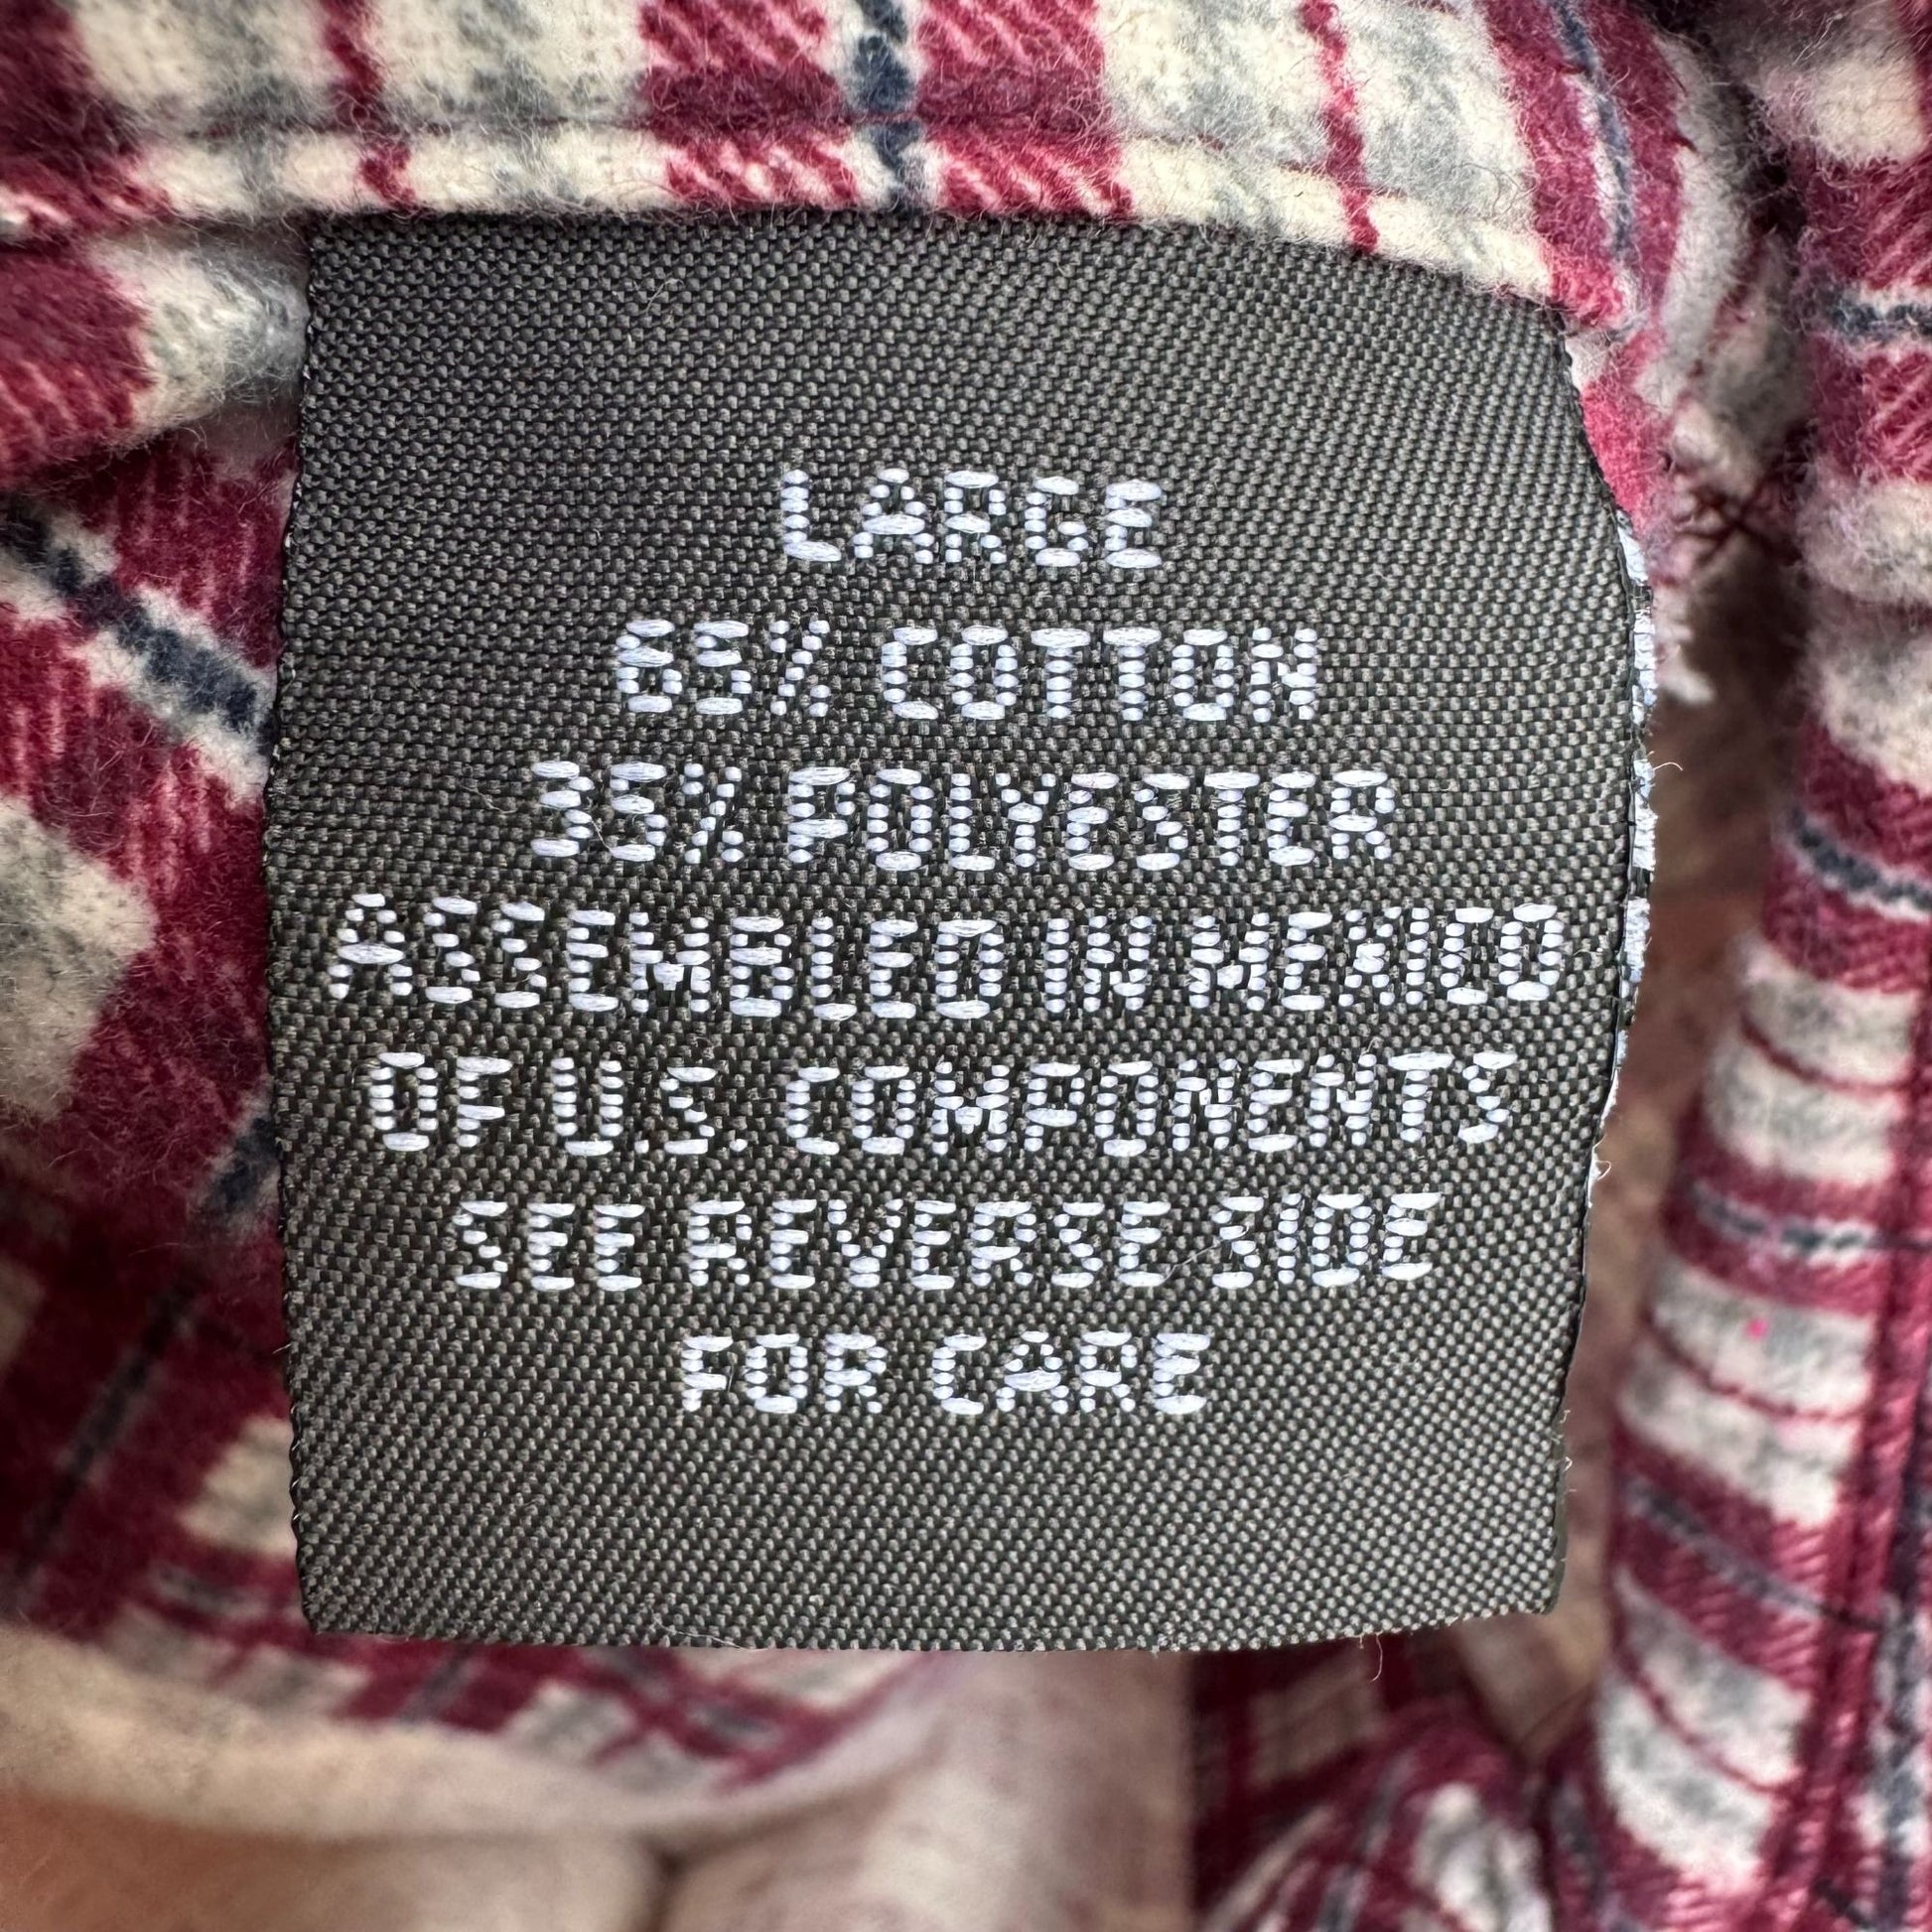 LARGE
65% COTTON
35% POLYESTER
ASSEMBLED IN MEXICO
OF U.S. COMPONENTS
SEE REVERSE SIDE
FOR CARE